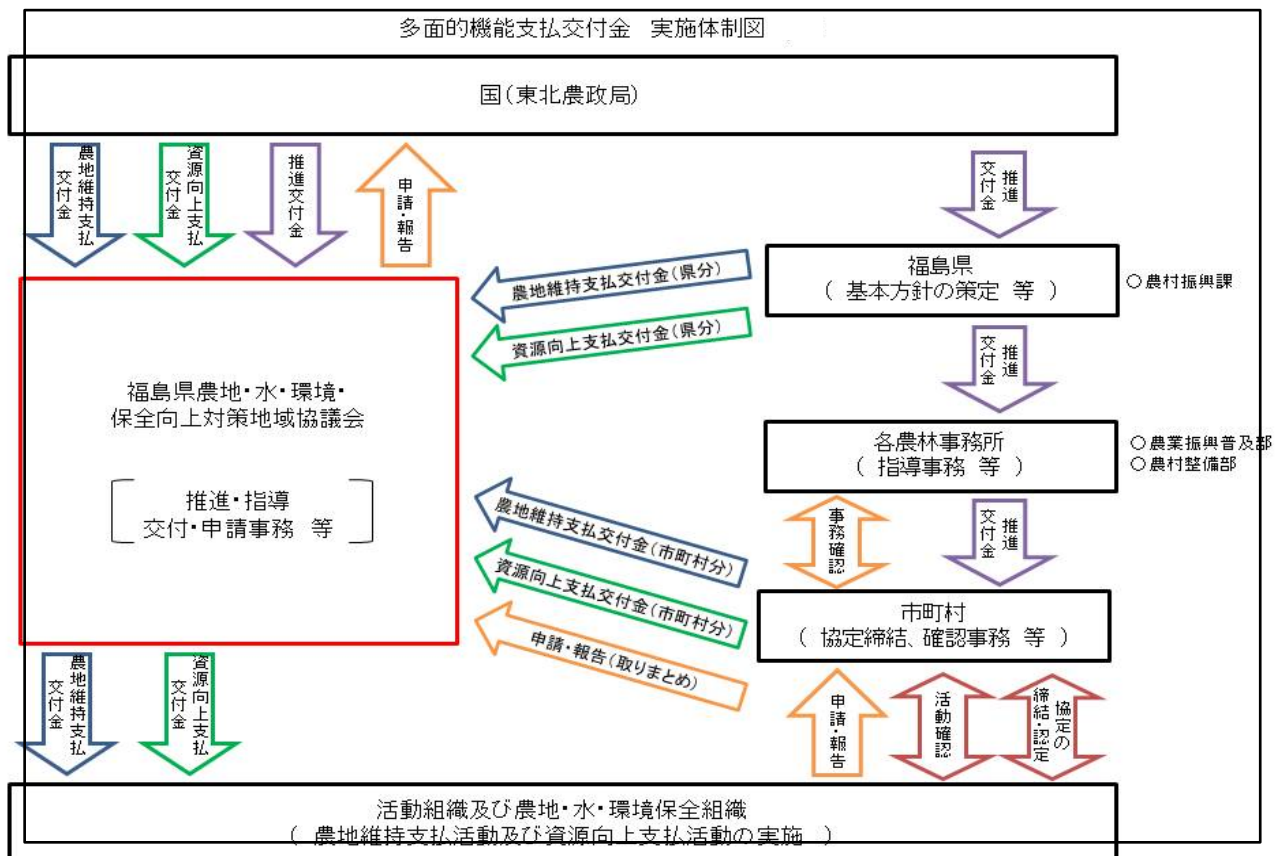 多面的機能支払交付金 実施体制図
国(東北農政局)
農地維持支払
交付金
資源向上支払
交付金
推進交付金
申請・報告
推進
交付金
農地維持支払交付金(県分)
資源向上支払交付金(県分)
福島県
( 基本方針の策定 等 )
○農村振興課
推進
交付金
福島県農地・水・環境・
保全向上対策地域協議会
推進・指導
交付・申請事務 等
各農林事務所
( 指導事務 等 )
○農業振興普及部
○農村整備部
農地維持支払交付金(市町村分)
資源向上支払交付金(市町村分)
申請・報告(取りまとめ)
事務確認
推進
交付金
市町村
( 協定締結、確認事務 等 )
農地維持支払
交付金
資源向上支払
交付金
申請・報告
活動確認
協定の
締結・認定
活動組織及び農地・水・環境保全組織
( 農地維持支払活動及び資源向上支払活動の実施 )